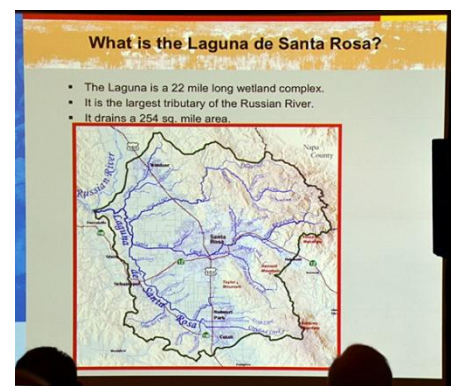 What is the Laguna de Santa Rosa?
The Laguna is a 22 mile long wetland complex.
It is the largest tributary of the Russian River.
It drains a 254 sq. mile area.
Napa
County
Windsor
Russian River
Laguna de Santa Rosa
Santa
Rosa
Taylor
Mountain
Rohnert
Park
Cotati